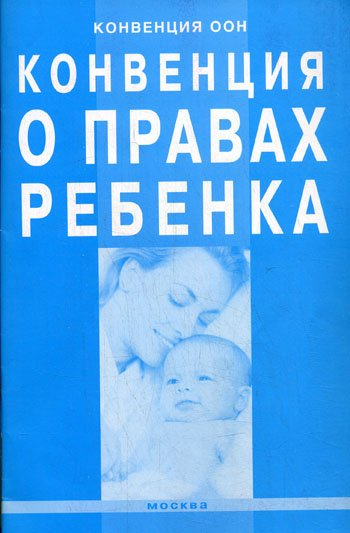 КОНВЕНЦИЯ ООН
КОНВЕНЦИЯ
О ПРАВАХ
РЕБЕНКА
МОСКВА